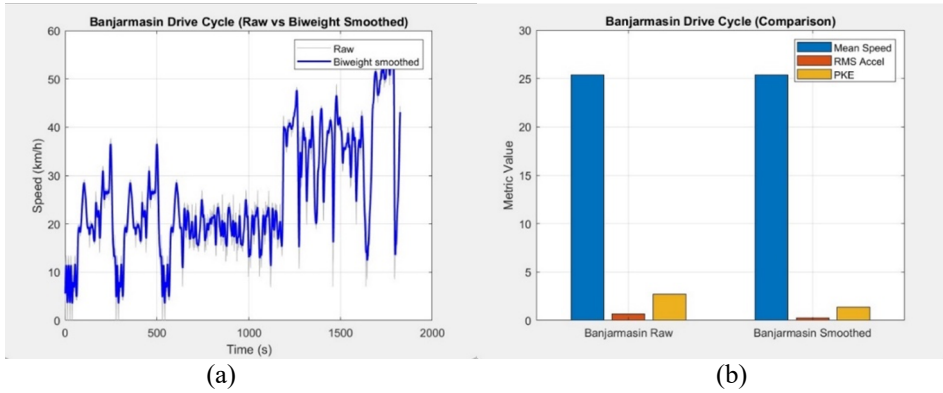 Banjarmasin Drive Cycle (Raw vs Biweight Smoothed)
60
50
40
30
20
10
0
Speed (km/h)
0
500
1000
1500
2000
Time (s)
Raw
Biweight smoothed
(a)
Banjarmasin Drive Cycle (Comparison)
30
25
20
15
10
5
0
Metric Value
Mean Speed
RMS Accel
PKE
Banjarmasin Raw
Banjarmasin Smoothed
(b)